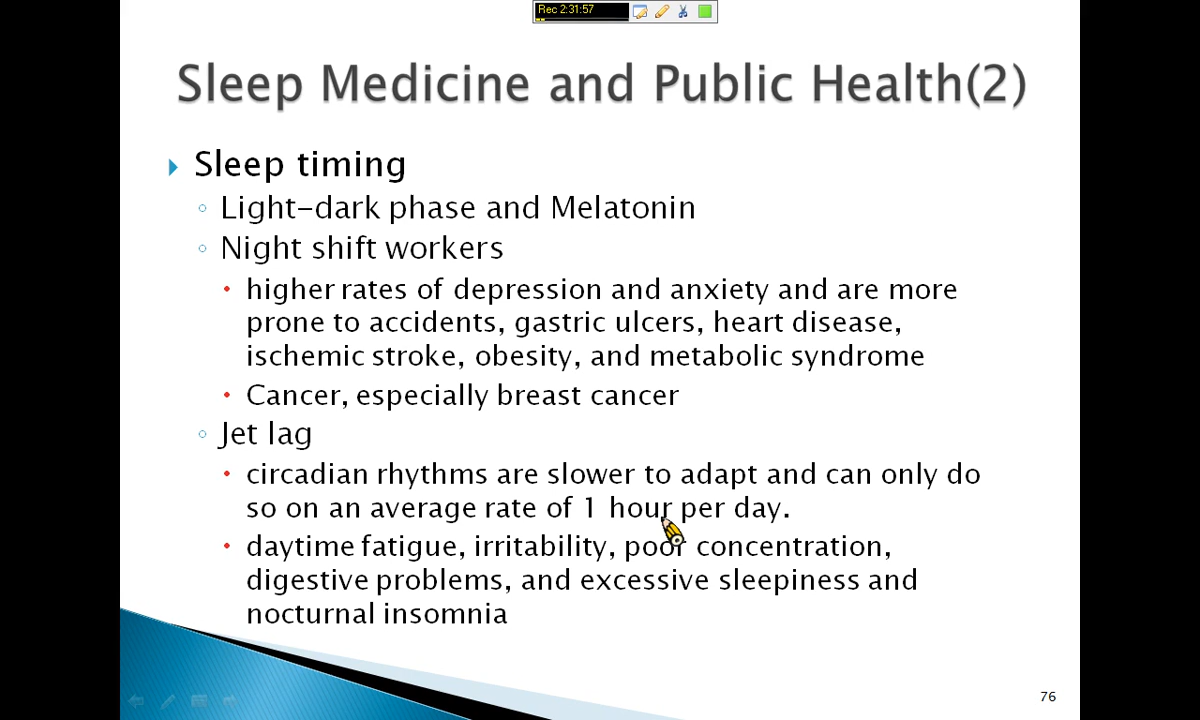 Rec 2:31:57
Sleep Medicine and Public Health(2)
Sleep timing
Light-dark phase and Melatonin
Night shift workers
higher rates of depression and anxiety and are more
prone to accidents, gastric ulcers, heart disease,
ischemic stroke, obesity, and metabolic syndrome
Cancer, especially breast cancer
Jet lag
circadian rhythms are slower to adapt and can only do
so on an average rate of 1 hour per day.
daytime fatigue, irritability, poor concentration,
digestive problems, and excessive sleepiness and
nocturnal insomnia
76